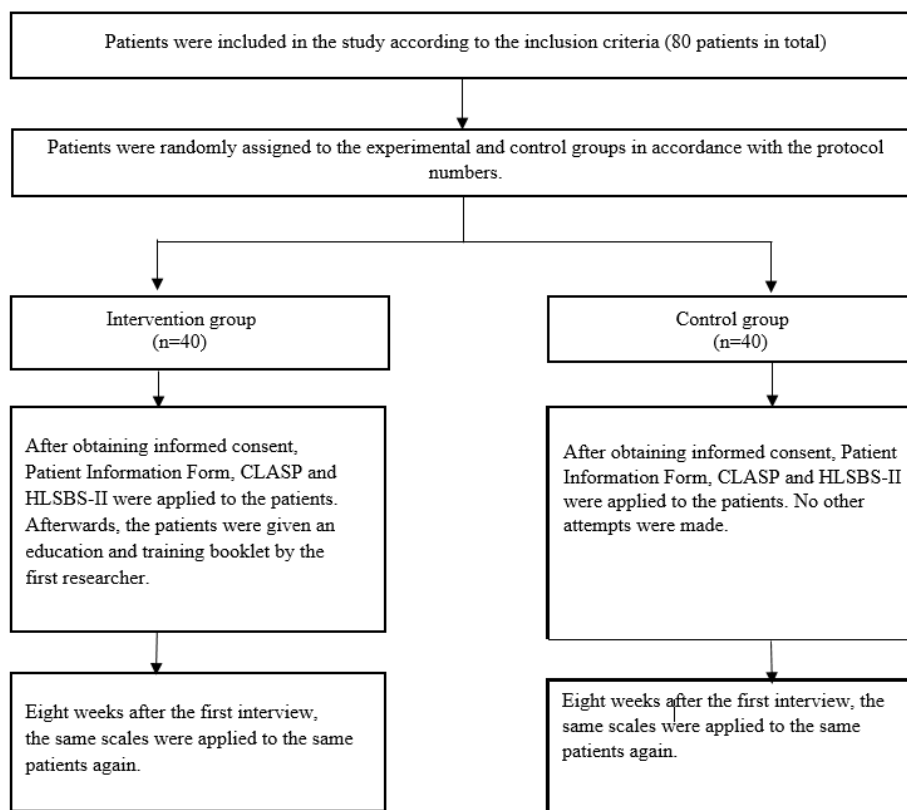 Patients were included in the study according to the inclusion criteria (80 patients in total)
Patients were randomly assigned to the experimental and control groups in accordance with the protocol
numbers.
Intervention group
(n=40)
Control group
(n=40)
After obtaining informed consent,
Patient Information Form, CLASP and
HLSBS-II were applied to the patients.
Afterwards, the patients were given an
education and training booklet by the
first researcher.
After obtaining informed consent, Patient
Information Form, CLASP and HLSBS-II
were applied to the patients. No other
attempts were made.
Eight weeks after the first interview,
the same scales were applied to the same
patients again.
Eight weeks after the first interview, the
same scales were applied to the same
patients again.